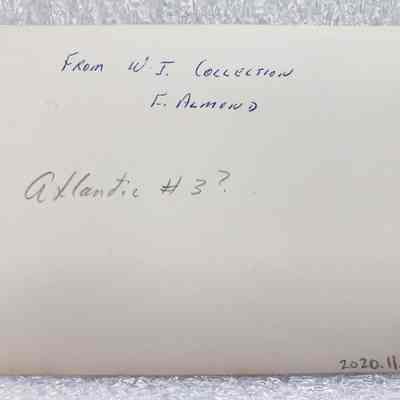 From W.I. Collection
F. Almond
Atlantic #3?
2020.11.